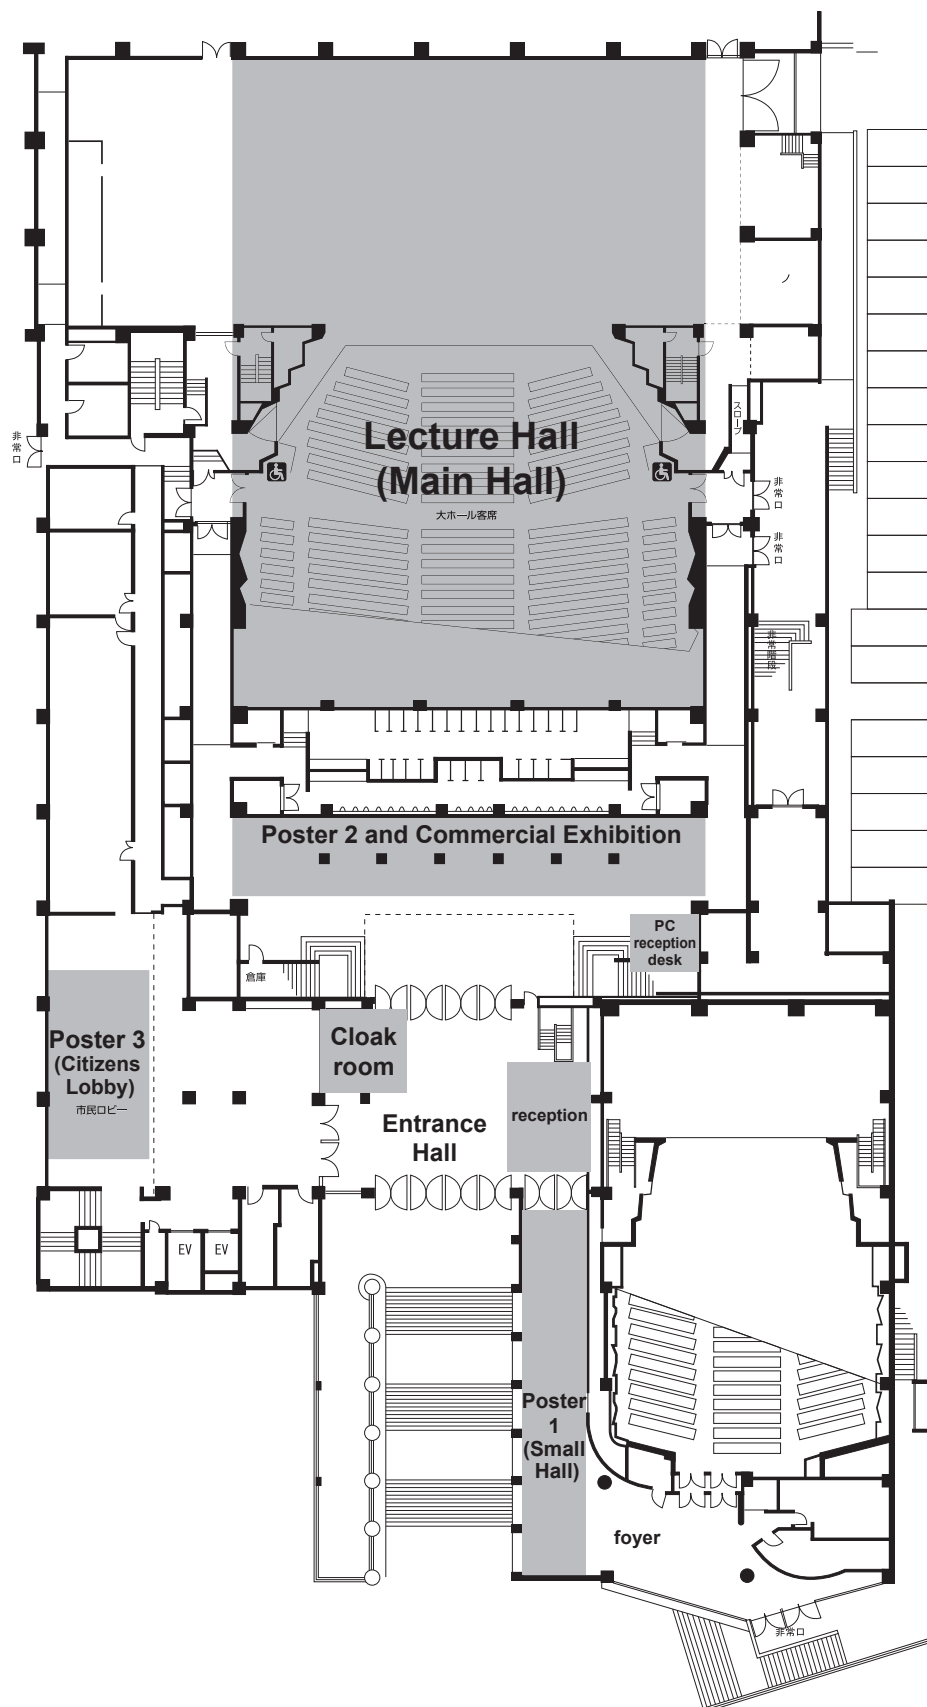 ノ
スロープ
非常口
Lecture Hall
(Main Hall)
大ホール客席
非常口
非常口
非常階段
Poster 2 and Commercial Exhibition
PC
reception
desk
倉庫
Poster 3
(Citizens
Lobby)
市民ロビー
Cloak
room
reception
Entrance
Hall
EV
EV
Poster
1
(Small
Hall)
foyer
非常口